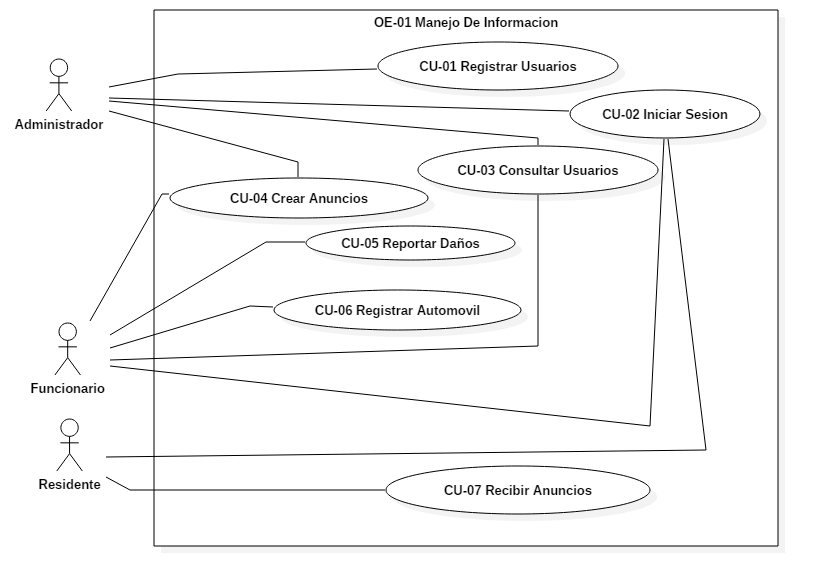 OE-01 Manejo De Informacion
CU-01 Registrar Usuarios
Administrador
CU-02 Iniciar Sesion
CU-03 Consultar Usuarios
CU-04 Crear Anuncios
CU-05 Reportar Daños
CU-06 Registrar Automovil
Funcionario
Residente
CU-07 Recibir Anuncios